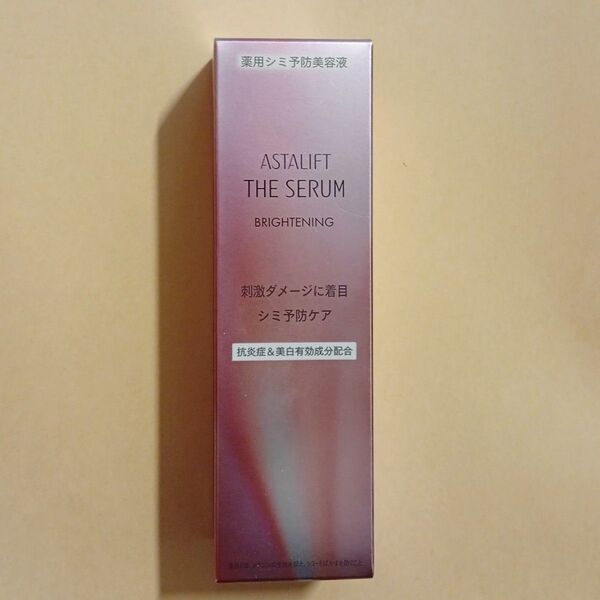 薬用シミ予防美容液
ASTALIFT
THE SERUM
BRIGHTENING
刺激ダメージに着目
シミ予防ケア
抗炎症＆美白有効成分配合